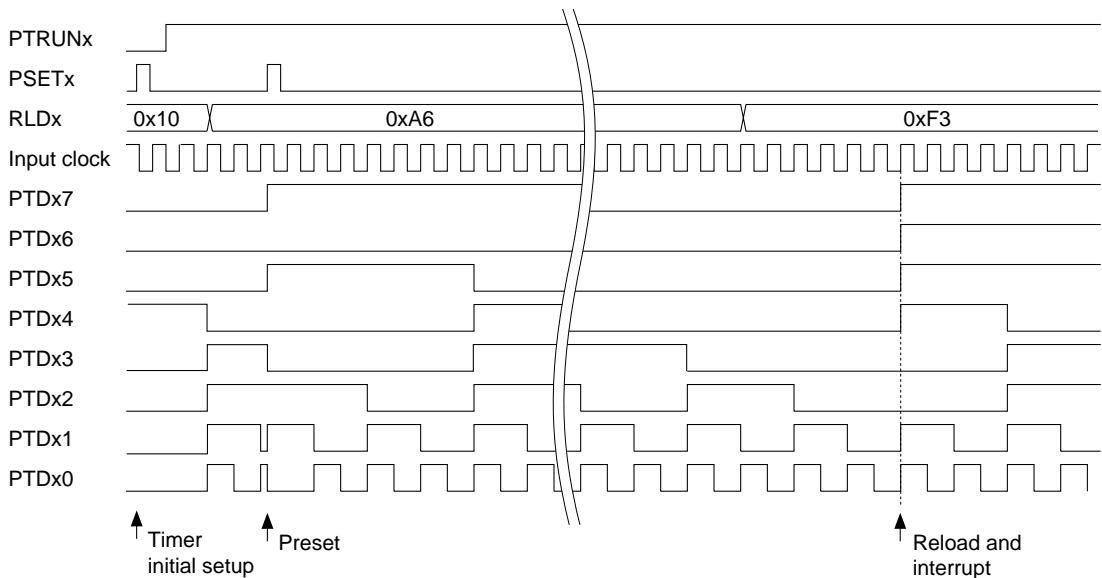 PTRUNx
PSETx
RLDx
0x10
0xA6
0xF3
Input clock
PTDx7
PTDx6
PTDx5
PTDx4
PTDx3
PTDx2
PTDx1
PTDx0
Timer
initial setup
Preset
Reload and
interrupt